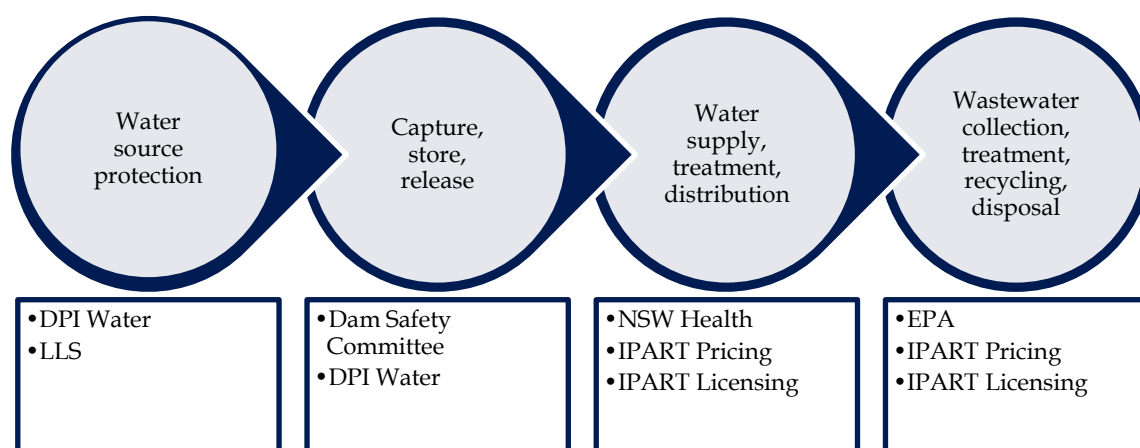 Water
source
protection
Capture,
store,
release
Water
supply,
treatment,
distribution
Wastewater
collection,
treatment,
recycling,
disposal
•DPI Water
•LLS
•Dam Safety
Committee
•DPI Water
•NSW Health
•IPART Pricing
•IPART Licensing
•EPA
•IPART Pricing
•IPART Licensing